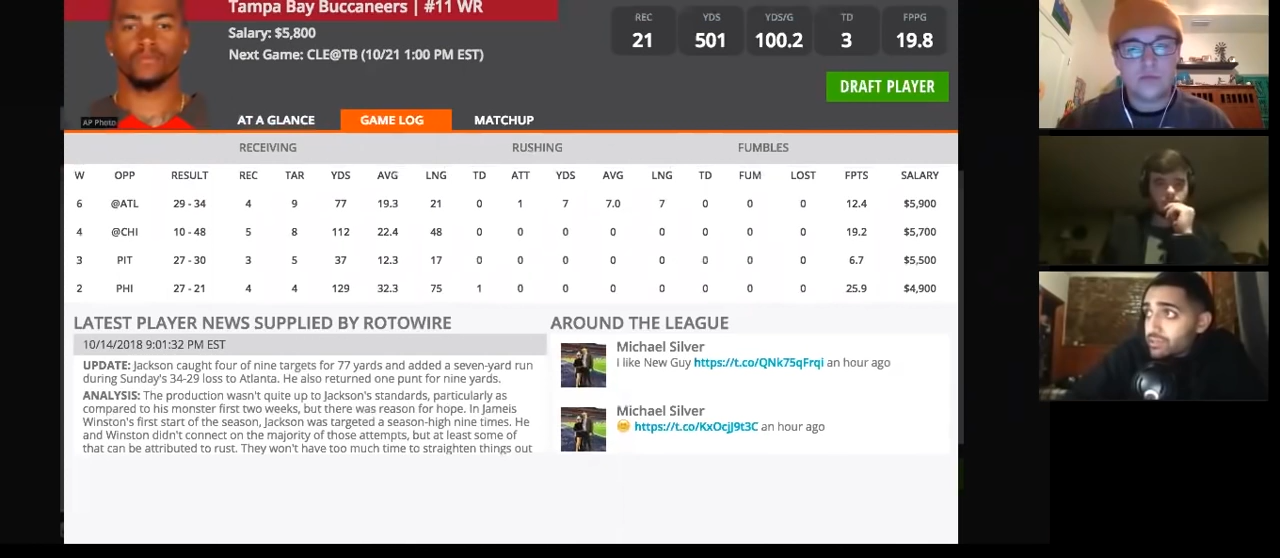 Tampa Bay Buccaneers | #11 WR
Salary: $5,800
Next Game: CLE@TB (10/21 1:00 PM EST)
REC YDS YDS/G TD FPPG
21 501 100.2 3 19.8
DRAFT PLAYER
AP Photo
AT A GLANCE GAME LOG MATCHUP
RECEIVING RUSHING FUMBLES
W OPP RESULT REC TAR YDS AVG LNG TD ATT YDS AVG LNG TD FUM LOST FPTS SALARY
6 @ATL 29 - 34 4 9 77 19.3 21 0 1 7 7.0 7 0 0 0 12.4 $5,900
4 @CHI 10 - 48 5 8 112 22.4 48 0 0 0 0 0 0 0 0 19.2 $5,700
3 PIT 27 - 30 3 5 37 12.3 17 0 0 0 0 0 0 0 0 6.7 $5,500
2 PHI 27 - 21 4 4 129 32.3 75 1 0 0 0 0 0 0 0 25.9 $4,900
LATEST PLAYER NEWS SUPPLIED BY ROTOWIRE
10/14/2018 9:01:32 PM EST
UPDATE: Jackson caught four of nine targets for 77 yards and added a seven-yard run
during Sunday's 34-29 loss to Atlanta. He also returned one punt for nine yards.
ANALYSIS: The production wasn't quite up to Jackson's standards, particularly as
compared to his monster first two weeks, but there was reason for hope. In Jameis
Winston's first start of the season, Jackson was targeted a season-high nine times. He
and Winston didn't connect on the majority of those attempts, but at least some of
that can be attributed to rust. They won't have too much time to straighten things out
AROUND THE LEAGUE
Michael Silver
I like New Guy https://t.co/QNk75qFrqi an hour ago
Michael Silver
https://t.co/KxOcjJ9t3C an hour ago